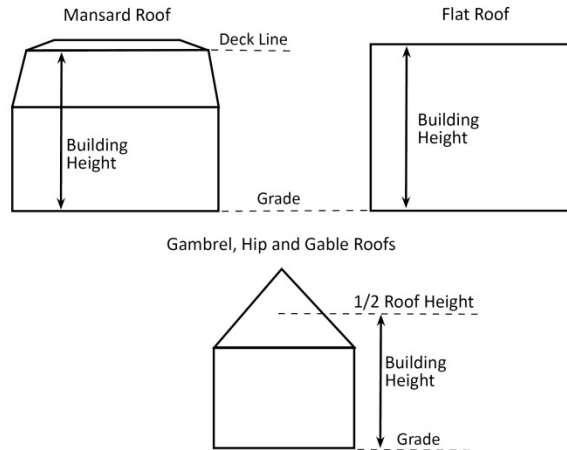 Mansard Roof
Flat Roof
Deck Line
Building
Height
Building
Height
Grade
Gambrel, Hip and Gable Roofs
1/2 Roof Height
Building
Height
Grade